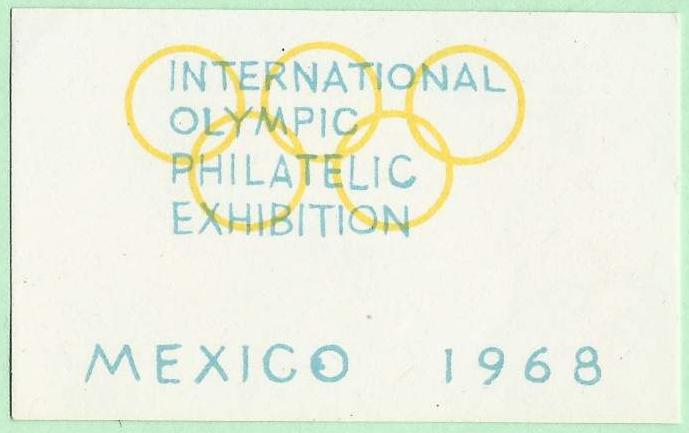 INTERNATIONAL
OLYMPIC
PHILATELIC
EXHIBITION
MEXICO 1968